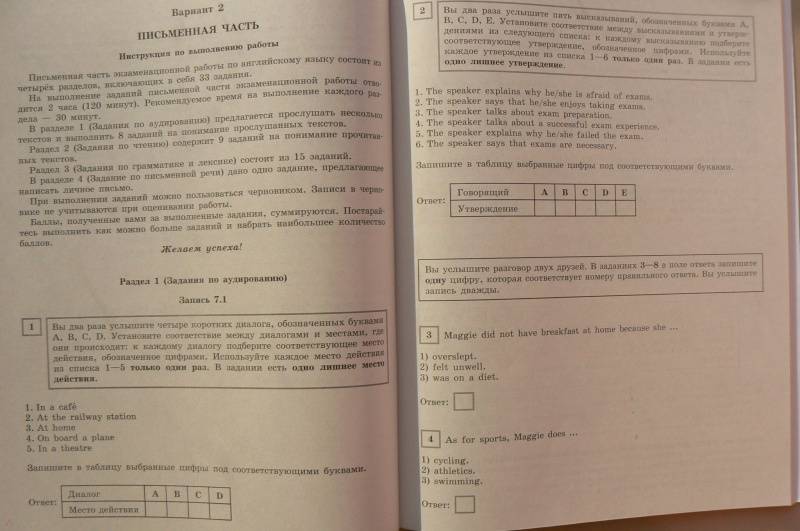 Вариант 2
ПИСЬМЕННАЯ ЧАСТЬ
Инструкция по выполнению работы
Письменная часть экзаменационной работы по английскому языку состоит из
четырёх разделов, включающих в себя 33 задания.
На выполнение заданий письменной части экзаменационной работы отво-
дится 2 часа (120 минут). Рекомендуемое время на выполнение каждого раз-
дела — 30 минут.
В разделе 1 (Задания по аудированию) предлагается прослушать несколько
текстов и выполнить 8 заданий на понимание прослушанных текстов.
Раздел 2 (Задания по чтению) содержит 9 заданий на понимание прочитан-
ных текстов.
Раздел 3 (Задания по грамматике и лексике) состоит из 15 заданий.
В разделе 4 (Задание по письменной речи) дано одно задание, предлагающее
написать личное письмо.
При выполнении заданий можно пользоваться черновиком. Записи в черно-
вике не учитываются при оценивании работы.
Баллы, полученные вами за выполненные задания, суммируются. Постарай-
тесь выполнить как можно больше заданий и набрать наибольшее количество
баллов.
Желаем успеха!
Раздел 1 (Задания по аудированию)
Запись 7.1
1
Вы два раза услышите четыре коротких диалога, обозначенных буквами
A, B, C, D. Установите соответствие между диалогами и местами, где
они происходят: к каждому диалогу подберите соответствующее место
действия, обозначенное цифрами. Используйте каждое место действия
из списка 1—5 только один раз. В задании есть одно лишнее место
действия.
1. In a café
2. At the railway station
3. At home
4. On board a plane
5. In a theatre
Запишите в таблицу выбранные цифры под соответствующими буквами.
Ответ:
Диалог A B C D
Место действия
2
Вы два раза услышите пять высказываний, обозначенных буквами A,
B, C, D, E. Установите соответствие между высказываниями и утверж-
дениями из следующего списка: к каждому высказыванию подберите
соответствующее утверждение, обозначенное цифрами. Используйте
каждое утверждение из списка 1—6 только один раз. В задании есть
одно лишнее утверждение.
1. The speaker explains why he/she is afraid of exams.
2. The speaker says that he/she enjoys taking exams.
3. The speaker talks about exam preparation.
4. The speaker talks about a successful exam experience.
5. The speaker explains why he/she failed the exam.
6. The speaker says that exams are necessary.
Запишите в таблицу выбранные цифры под соответствующими буквами.
Ответ:
Говорящий A B C D E
Утверждение
Вы услышите разговор двух друзей. В заданиях 3—8 в поле ответа запишите
одну цифру, которая соответствует номеру правильного ответа. Вы услышите
запись дважды.
3 Maggie did not have breakfast at home because she ...
1) overslept.
2) felt unwell.
3) was on a diet.
Ответ:
4 As for sports, Maggie does ...
1) cycling.
2) athletics.
3) swimming.
Ответ: